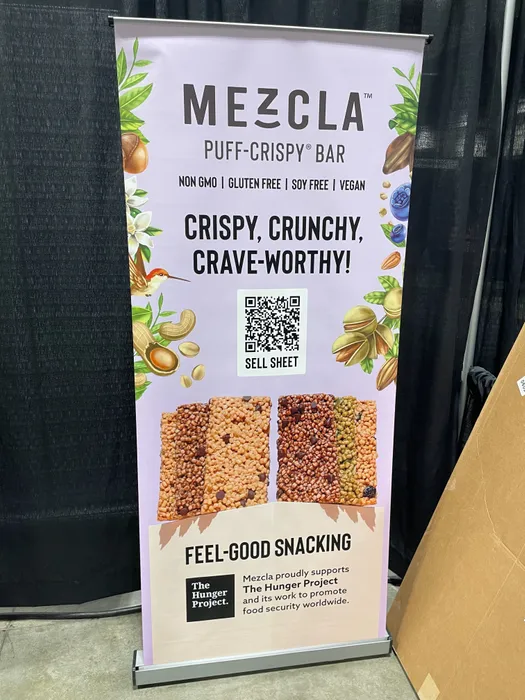 MEZCLA™
PUFF-CRISPY® BAR
NON GMO | GLUTEN FREE | SOY FREE | VEGAN
CRISPY, CRUNCHY,
CRAVE-WORTHY!
SELL SHEET
FEEL-GOOD SNACKING
The
Hunger
Project.
Mezcla proudly supports
The Hunger Project
and its work to promote
food security worldwide.